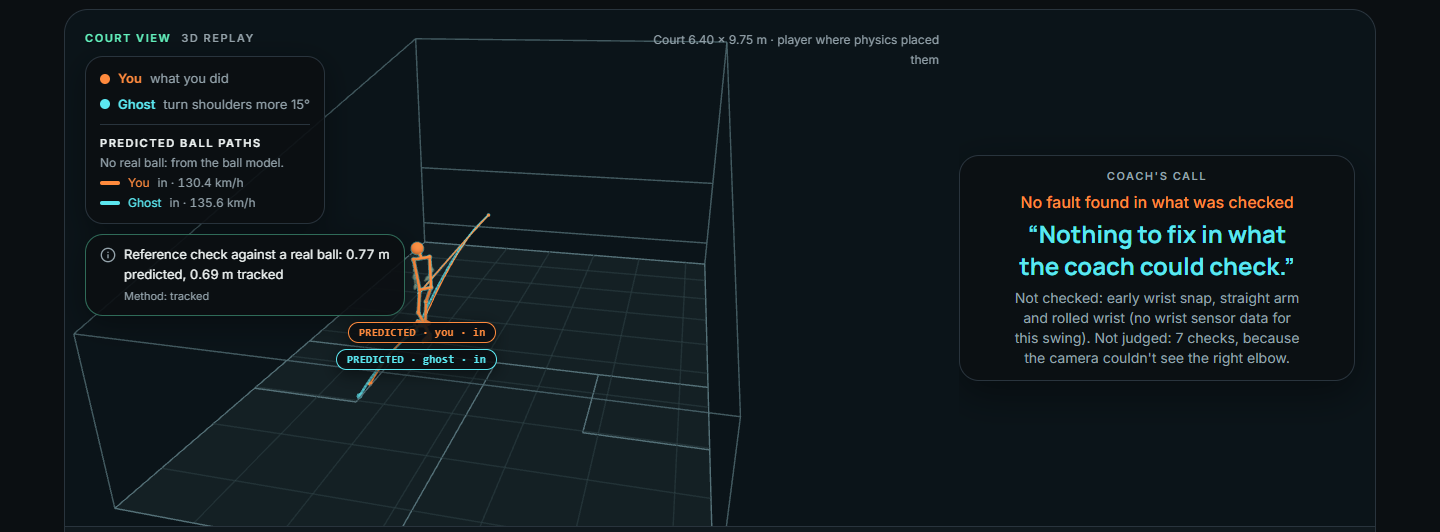 COURT VIEW 3D REPLAY
Court 6.40 × 9.75 m · player where physics placed
them
You what you did
Ghost turn shoulders more 15°
PREDICTED BALL PATHS
No real ball: from the ball model.
You in · 130.4 km/h
Ghost in · 135.6 km/h
Reference check against a real ball: 0.77 m
predicted, 0.69 m tracked
Method: tracked
PREDICTED · you · in
PREDICTED · ghost · in
COACH'S CALL
No fault found in what was checked
“Nothing to fix in what
the coach could check.”
Not checked: early wrist snap, straight arm
and rolled wrist (no wrist sensor data for
this swing). Not judged: 7 checks, because
the camera couldn't see the right elbow.